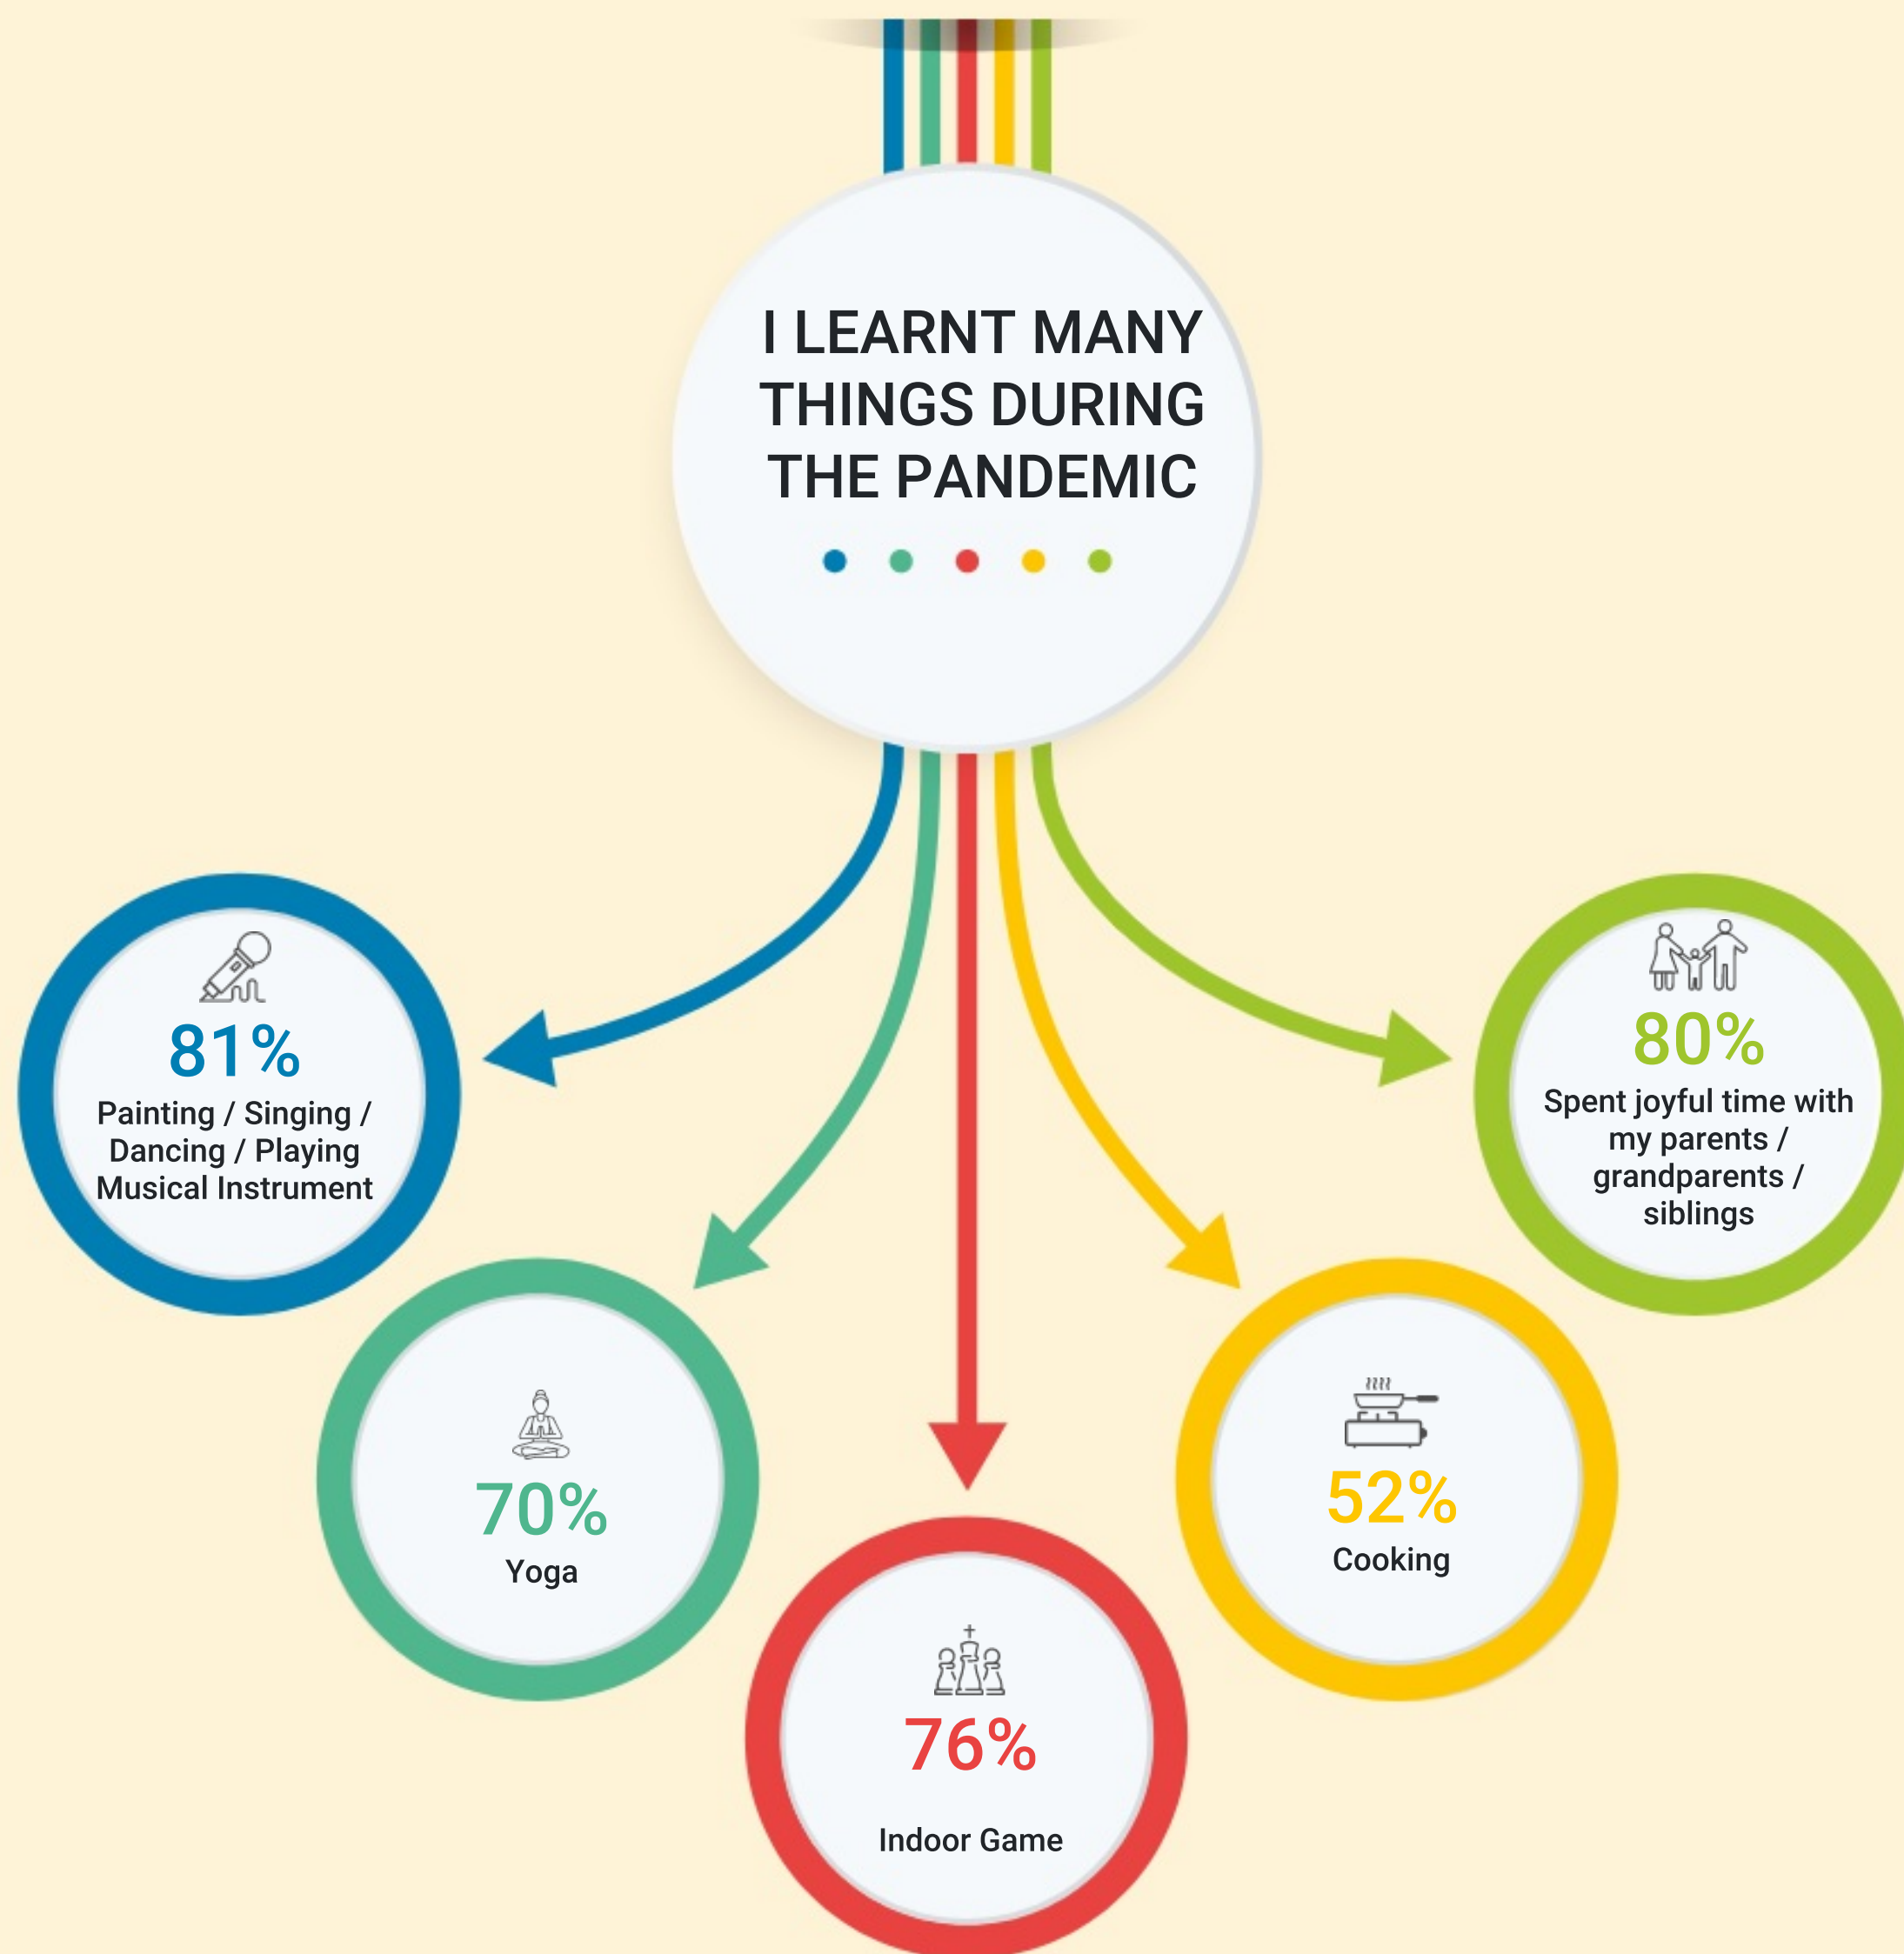 I LEARNT MANY
THINGS DURING
THE PANDEMIC
81%
Painting / Singing /
Dancing / Playing
Musical Instrument
80%
Spent joyful time with
my parents /
grandparents /
siblings
70%
Yoga
52%
Cooking
76%
Indoor Game